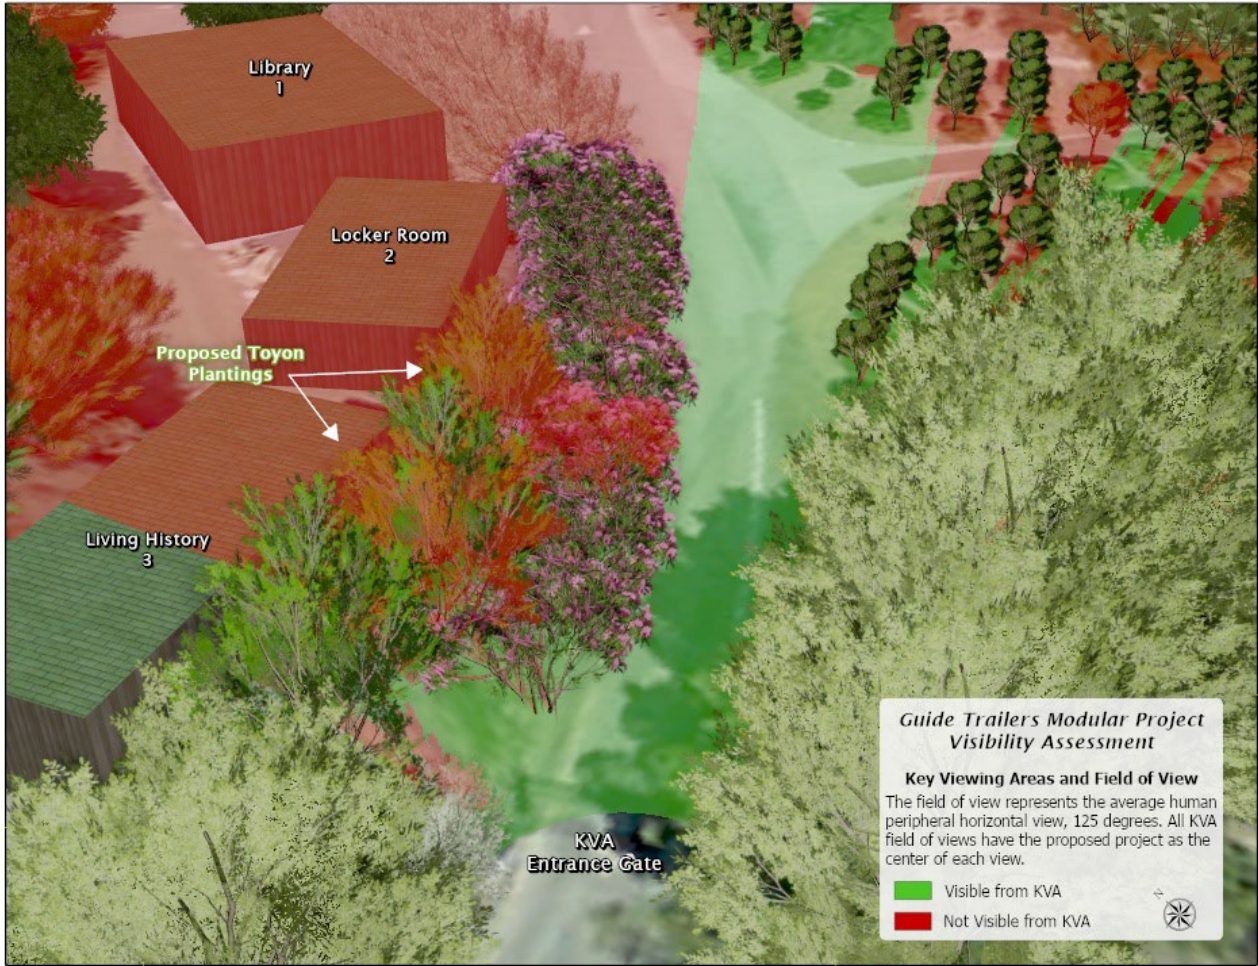 Library
1
Locker Room
2
Proposed Toyon
Plantings
Living History
3
KVA
Entrance Gate
Guide Trailers Modular Project
Visibility Assessment
Key Viewing Areas and Field of View
The field of view represents the average human
peripheral horizontal view, 125 degrees. All KVA
field of views have the proposed project as the
center of each view.
Visible from KVA
Not Visible from KVA
N